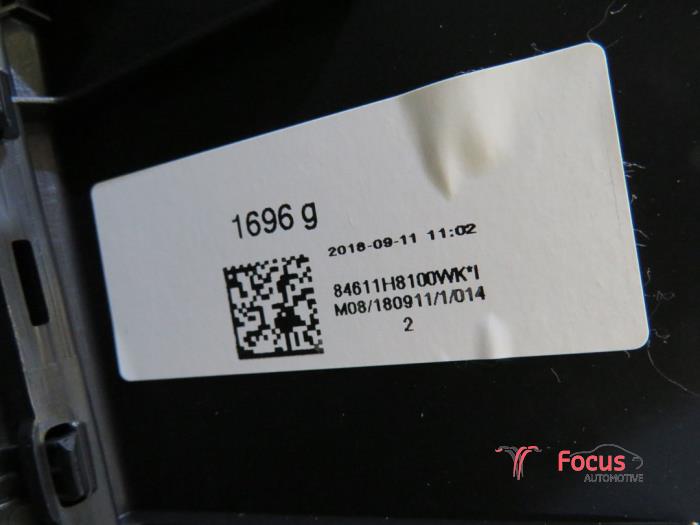 1696 g
2018-09-11 11:02
84611H8100WK*I
M08/180911/1/014
2
Focus
AUTOMOTIVE